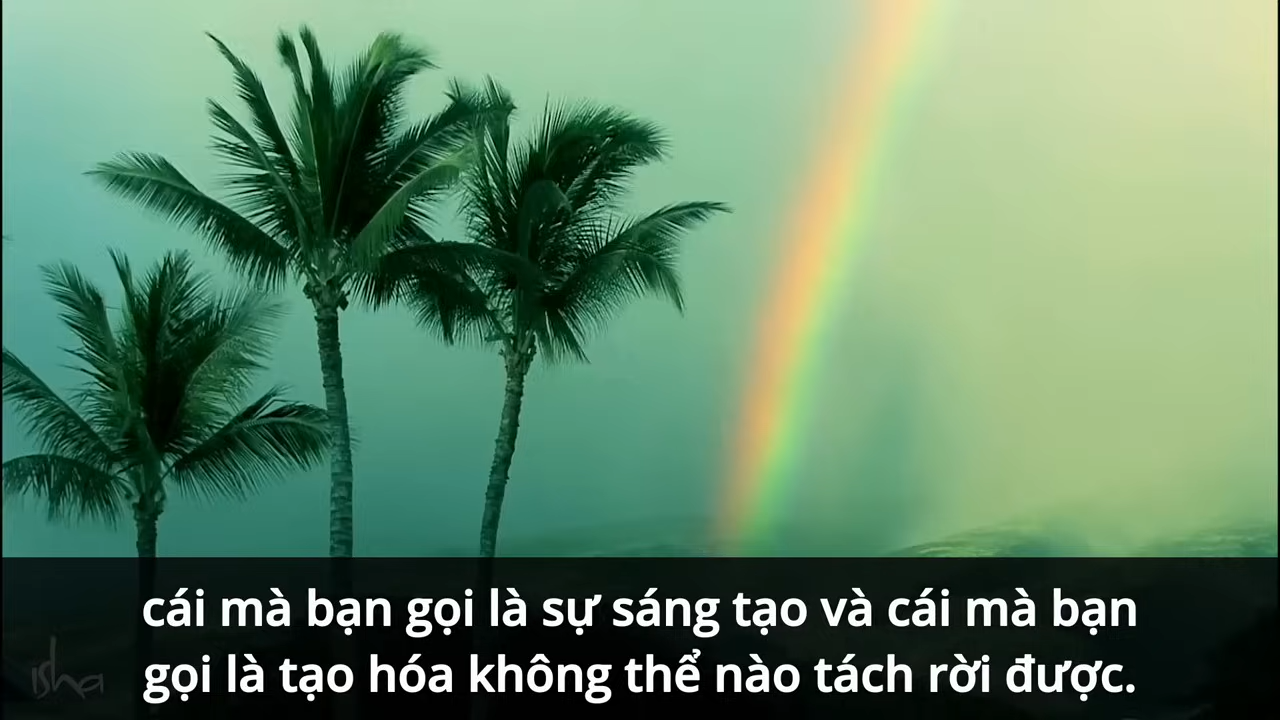 cái mà bạn gọi là sự sáng tạo và cái mà bạn
gọi là tạo hóa không thể nào tách rời được.
isha